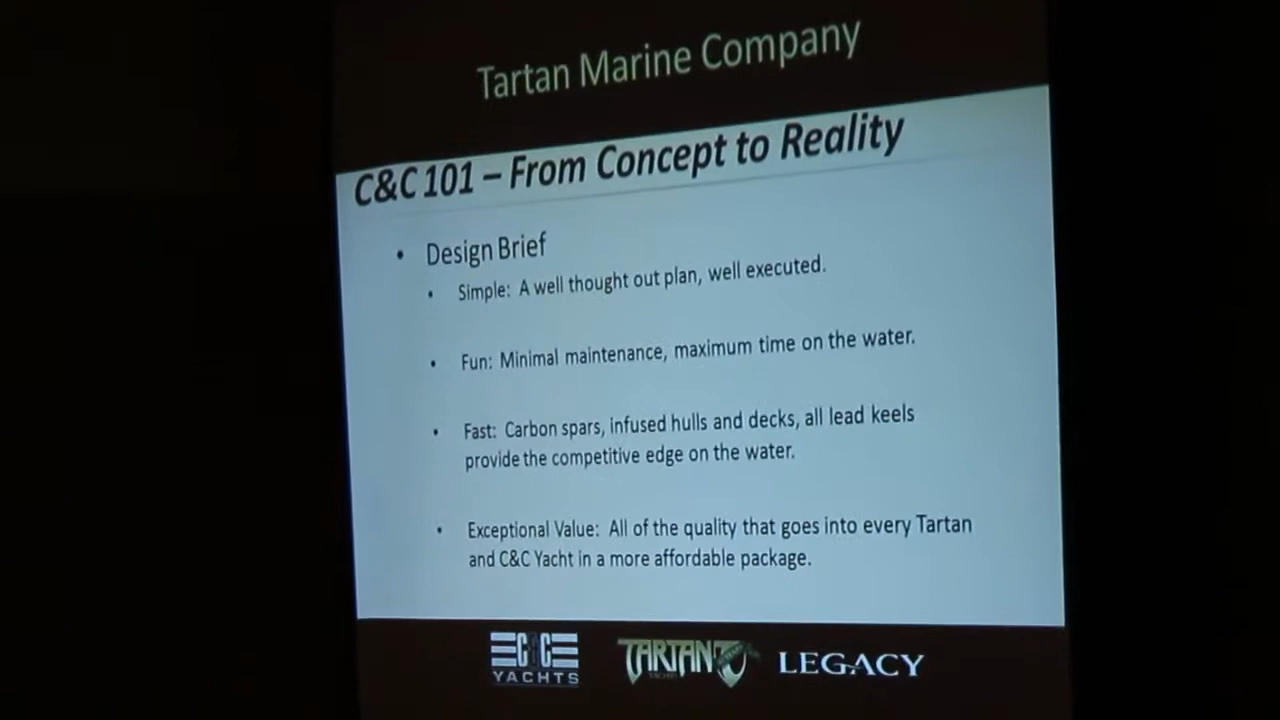 Tartan Marine Company
C&C 101 – From Concept to Reality
• Design Brief
• Simple: A well thought out plan, well executed.
• Fun: Minimal maintenance, maximum time on the water.
• Fast: Carbon spars, infused hulls and decks, all lead keels
provide the competitive edge on the water.
• Exceptional Value: All of the quality that goes into every Tartan
and C&C Yacht in a more affordable package.
C&C
YACHTS
TARTAN
LEGACY